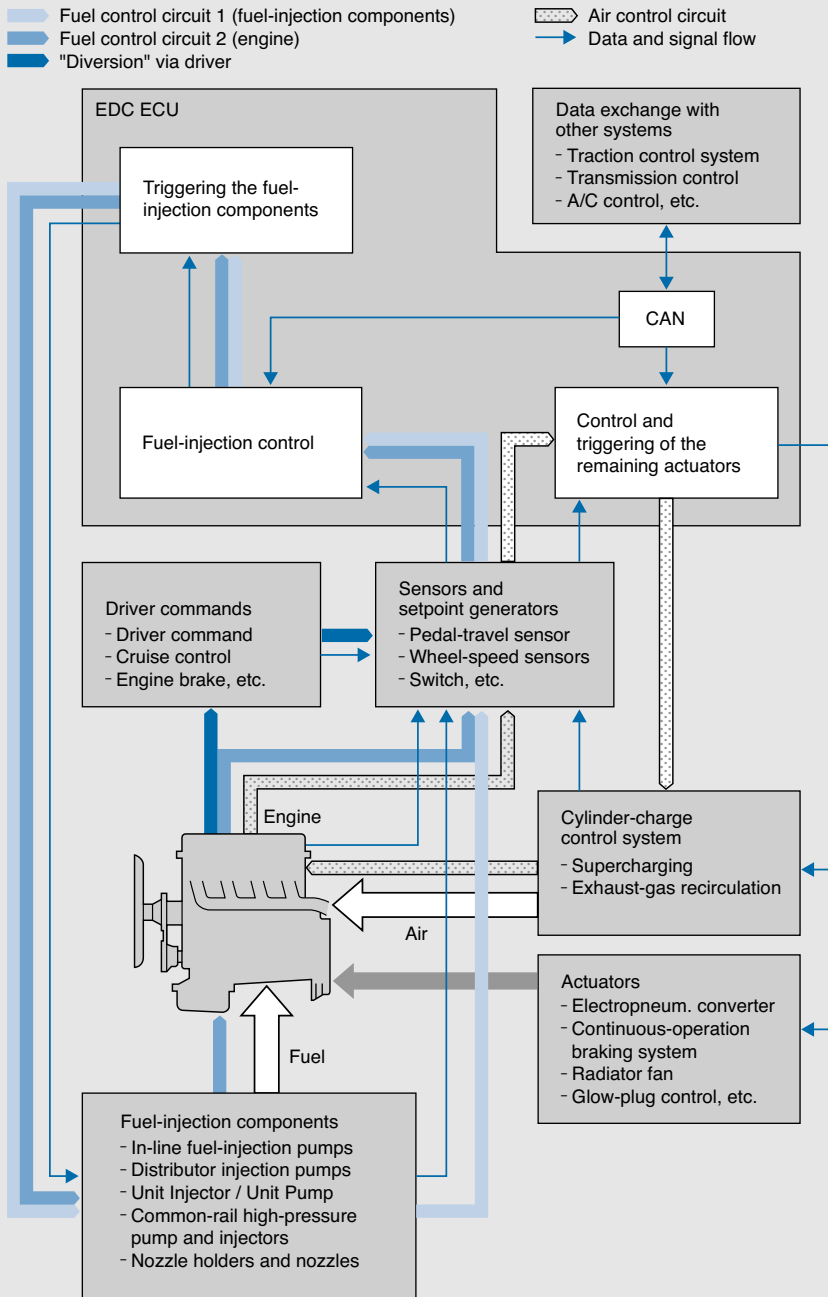 Fuel control circuit 1 (fuel-injection components)
Fuel control circuit 2 (engine)
"Diversion" via driver
Air control circuit
Data and signal flow
EDC ECU
Triggering the fuel-
injection components
Data exchange with
other systems
- Traction control system
- Transmission control
- A/C control, etc.
CAN
Fuel-injection control
Control and
triggering of the
remaining actuators
Driver commands
- Driver command
- Cruise control
- Engine brake, etc.
Sensors and
setpoint generators
- Pedal-travel sensor
- Wheel-speed sensors
- Switch, etc.
Engine
Cylinder-charge
control system
- Supercharging
- Exhaust-gas recirculation
Air
Actuators
- Electropneum. converter
- Continuous-operation
braking system
- Radiator fan
- Glow-plug control, etc.
Fuel
Fuel-injection components
- In-line fuel-injection pumps
- Distributor injection pumps
- Unit Injector / Unit Pump
- Common-rail high-pressure
pump and injectors
- Nozzle holders and nozzles